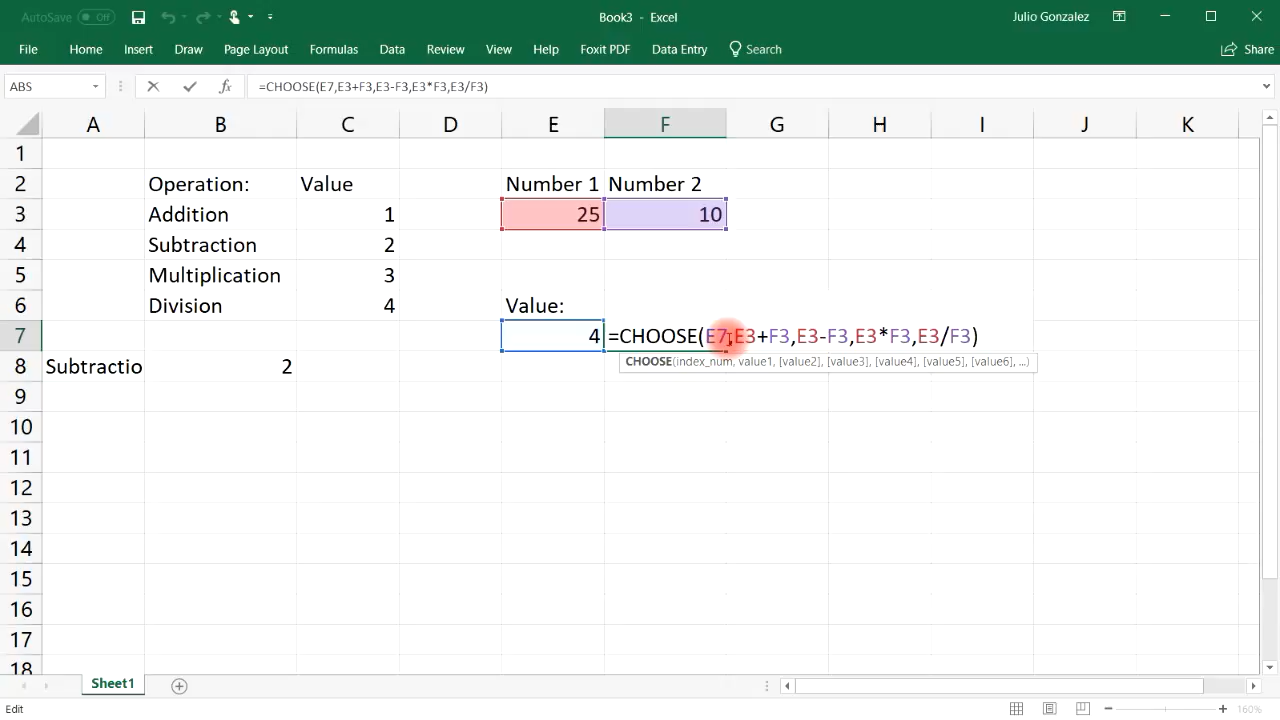 AutoSave Off Book3 - Excel Julio Gonzalez
File Home Insert Draw Page Layout Formulas Data Review View Help Foxit PDF Data Entry Search Share
ABS fx =CHOOSE(E7,E3+F3,E3-F3,E3*F3,E3/F3)
A B C D E F G H I J K
1
2 Operation: Value Number 1 Number 2
3 Addition 1 25 10
4 Subtraction 2
5 Multiplication 3
6 Division 4 Value:
7 4 =CHOOSE(E7,E3+F3,E3-F3,E3*F3,E3/F3)
CHOOSE(index_num, value1, [value2], [value3], [value4], [value5], [value6], ...)
8 Subtractio 2
9
10
11
12
13
14
15
16
17
18
Sheet1
Edit 160%